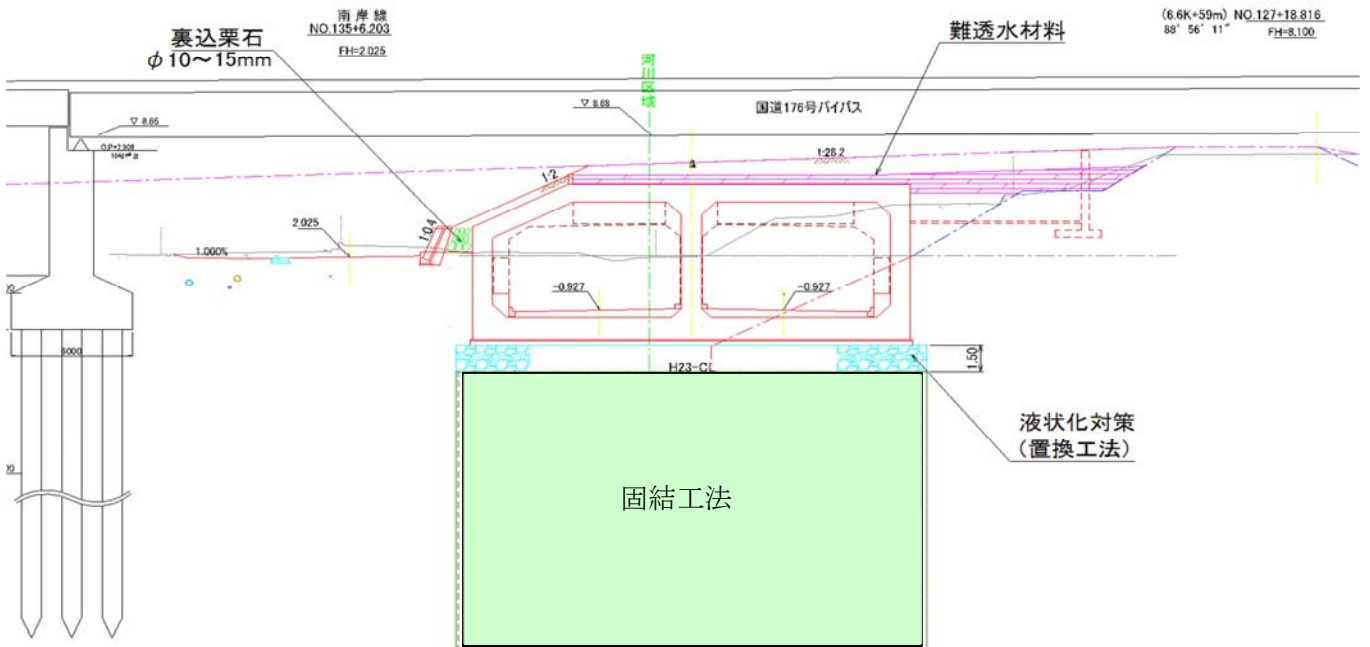 南岸線
NO.135+6.203
FH=2.025
裏込栗石
φ10～15mm
難透水材料
(6.6K+59m) NO.127+18.816
88° 56' 11"
FH=8.100
河川区域
国道176号バイパス
▽ 8.68
▽ 8.65
1:26.2
1:2
1:0.4
2.025
1.000%
-0.927
-0.927
6000
H23-CL
1.50
液状化対策
(置換工法)
固結工法